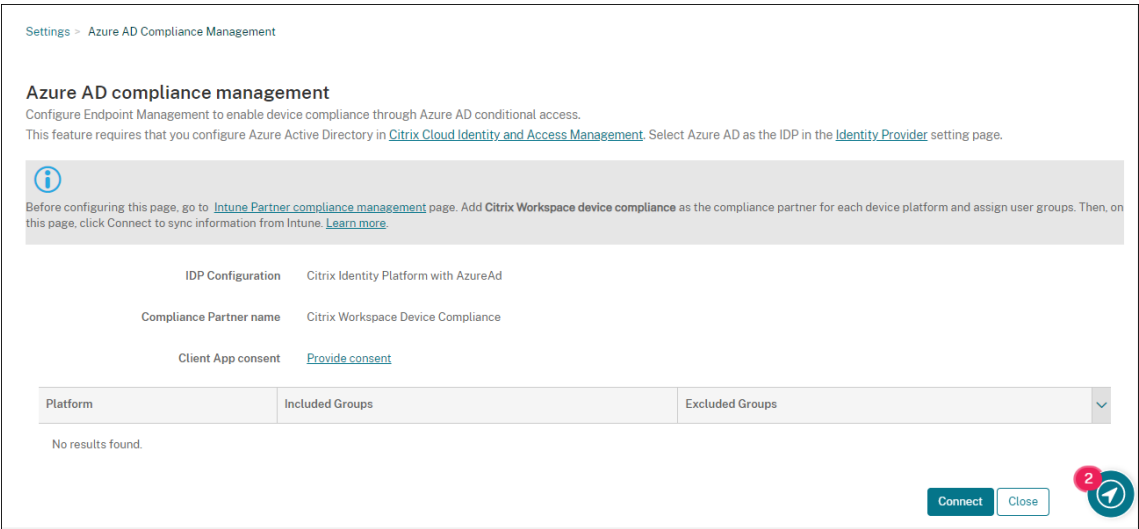 Settings > Azure AD Compliance Management
Azure AD compliance management
Configure Endpoint Management to enable device compliance through Azure AD conditional access.
This feature requires that you configure Azure Active Directory in Citrix Cloud Identity and Access Management. Select Azure AD as the IDP in the Identity Provider setting page.
Before configuring this page, go to Intune Partner compliance management page. Add Citrix Workspace device compliance as the compliance partner for each device platform and assign user groups. Then, on
this page, click Connect to sync information from Intune. Learn more.
IDP Configuration Citrix Identity Platform with AzureAd
Compliance Partner name Citrix Workspace Device Compliance
Client App consent Provide consent
Platform Included Groups Excluded Groups
No results found.
2
Connect Close